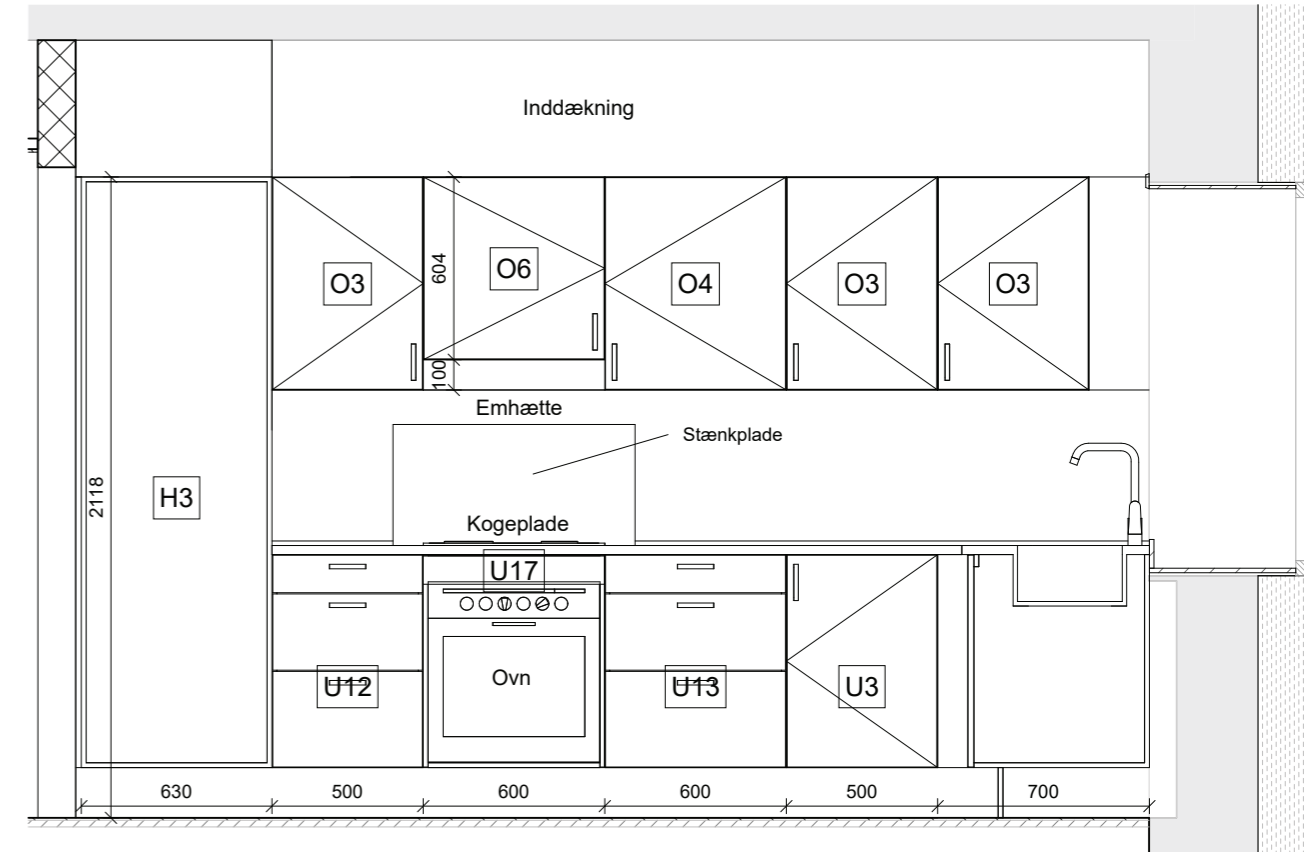 Inddækning
O3
604
O6
O4
O3
O3
100
Emhætte
Stænkplade
2118
H3
Kogeplade
U17
U12
Ovn
U13
U3
630
500
600
600
500
700